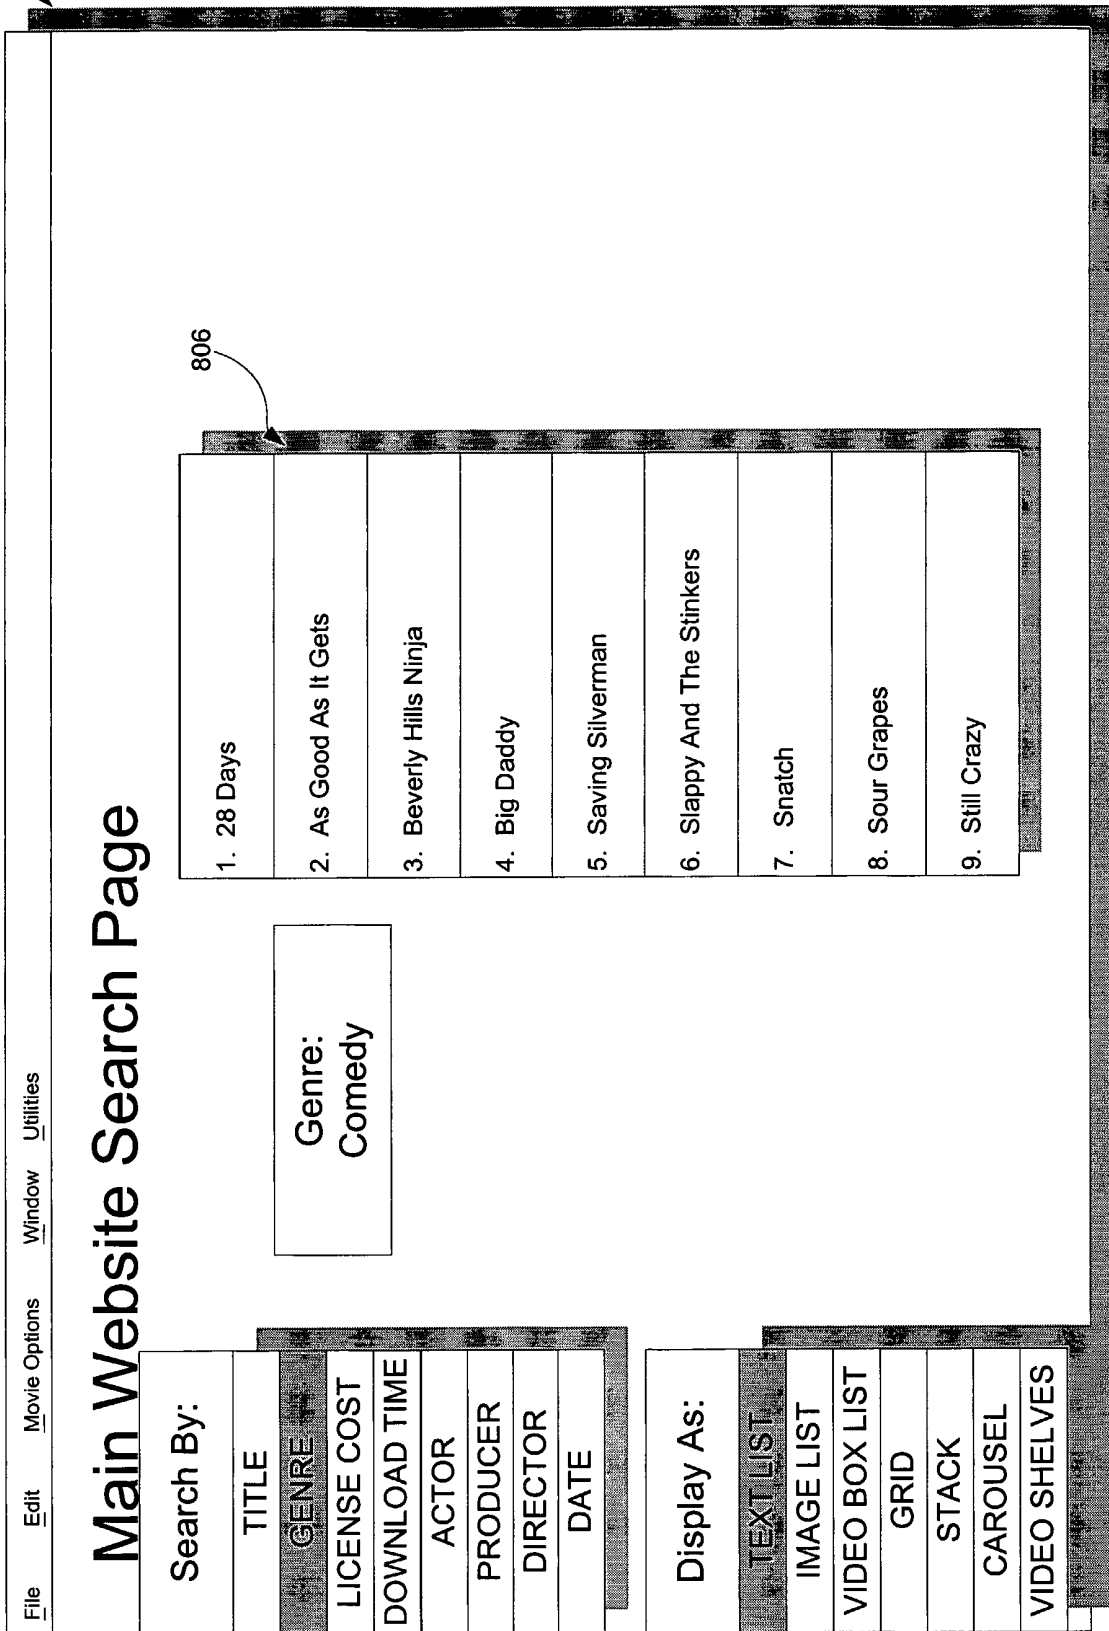 File Edit Movie Options Window Utilities
Main Website Search Page
Search By:
TITLE
GENRE
LICENSE COST
DOWNLOAD TIME
ACTOR
PRODUCER
DIRECTOR
DATE
Display As:
TEXT LIST
IMAGE LIST
VIDEO BOX LIST
GRID
STACK
CAROUSEL
VIDEO SHELVES
Genre:
Comedy
806
1. 28 Days
2. As Good As It Gets
3. Beverly Hills Ninja
4. Big Daddy
5. Saving Silverman
6. Slappy And The Stinkers
7. Snatch
8. Sour Grapes
9. Still Crazy